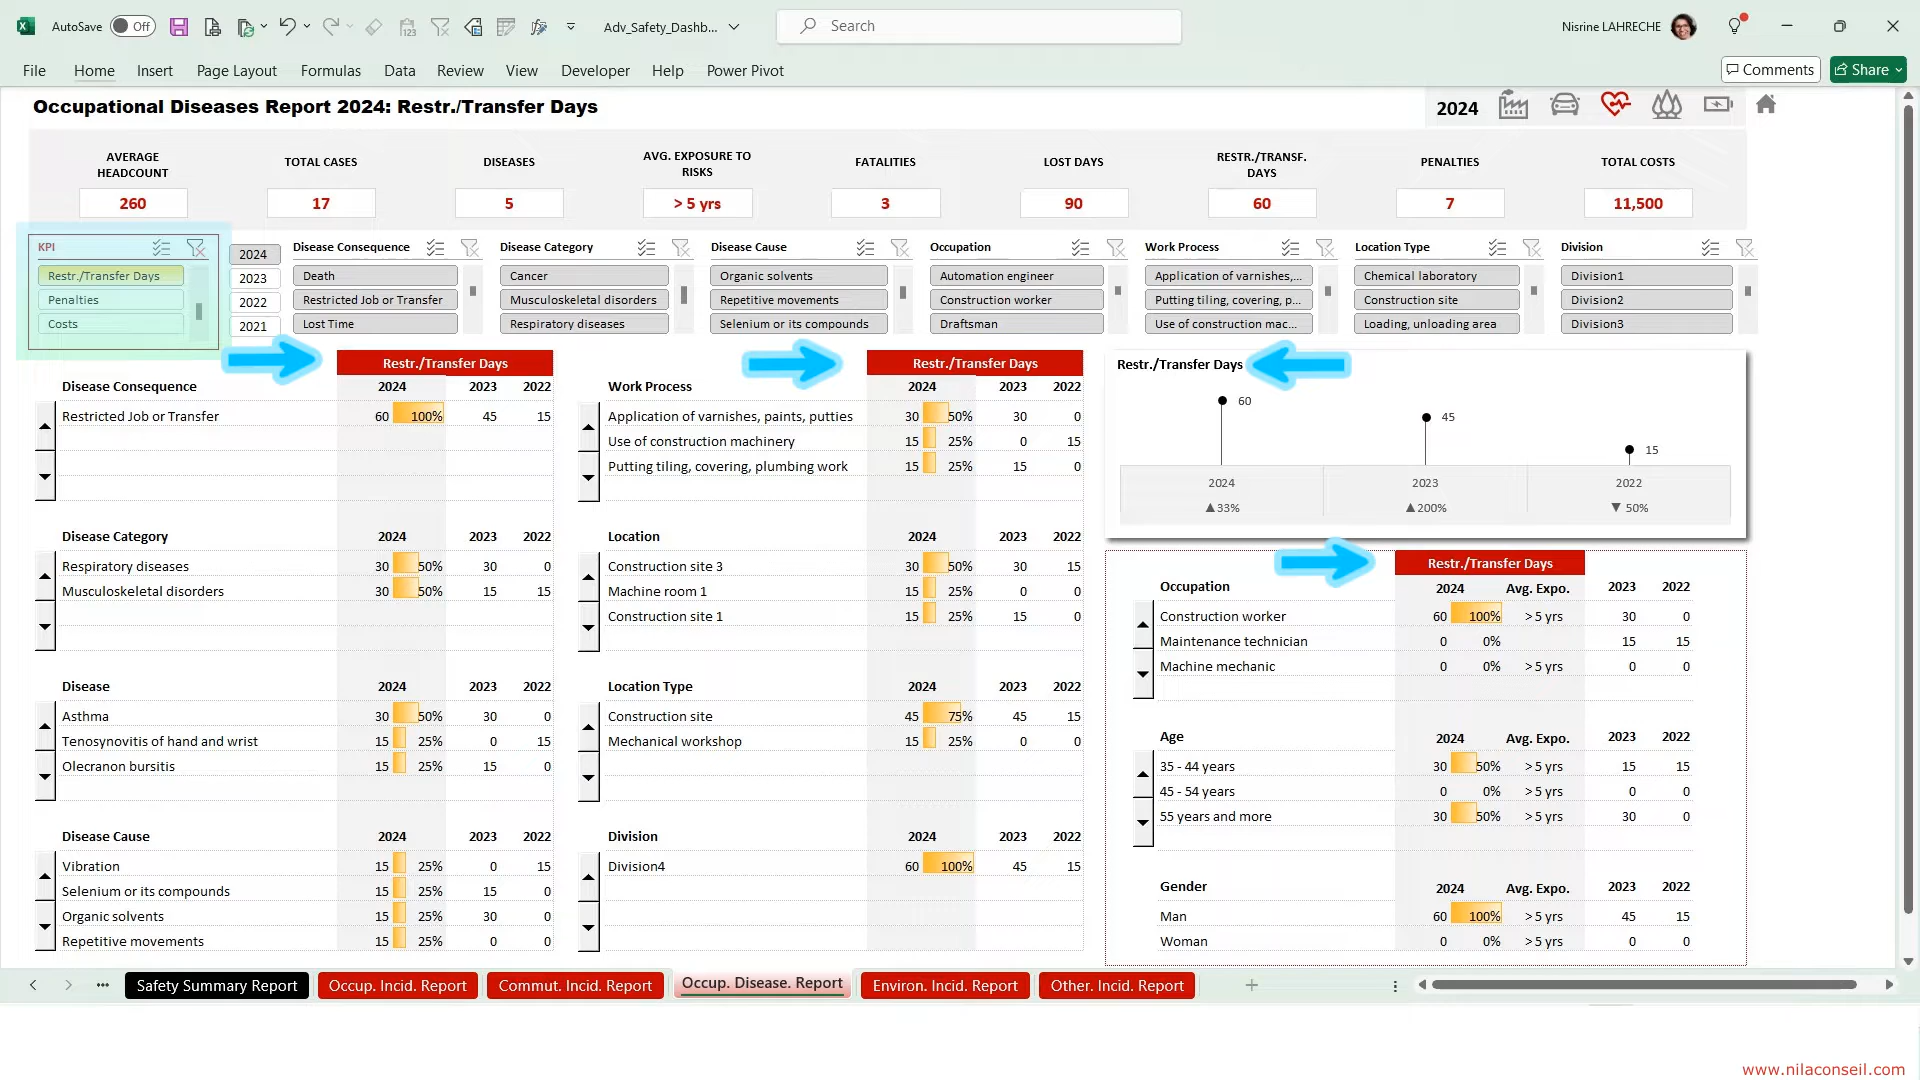 AutoSave Off Adv_Safety_Dashb... Search Nisrine LAHRECHE
File Home Insert Page Layout Formulas Data Review View Developer Help Power Pivot Comments Share
Occupational Diseases Report 2024: Restr./Transfer Days 2024
AVERAGE HEADCOUNT TOTAL CASES DISEASES AVG. EXPOSURE TO RISKS FATALITIES LOST DAYS RESTR./TRANSF. DAYS PENALTIES TOTAL COSTS
260 17 5 > 5 yrs 3 90 60 7 11,500
KPI
Restr./Transfer Days
Penalties
Costs
2024
2023
2022
2021
Disease Consequence
Death
Restricted Job or Transfer
Lost Time
Disease Category
Cancer
Musculoskeletal disorders
Respiratory diseases
Disease Cause
Organic solvents
Repetitive movements
Selenium or its compounds
Occupation
Automation engineer
Construction worker
Draftsman
Work Process
Application of varnishes,...
Putting tiling, covering, p...
Use of construction mac...
Location Type
Chemical laboratory
Construction site
Loading, unloading area
Division
Division1
Division2
Division3
Restr./Transfer Days
Disease Consequence 2024 2023 2022
Restricted Job or Transfer 60 100% 45 15
Disease Category 2024 2023 2022
Respiratory diseases 30 50% 30 0
Musculoskeletal disorders 30 50% 15 15
Disease 2024 2023 2022
Asthma 30 50% 30 0
Tenosynovitis of hand and wrist 15 25% 0 15
Olecranon bursitis 15 25% 15 0
Disease Cause 2024 2023 2022
Vibration 15 25% 0 15
Selenium or its compounds 15 25% 15 0
Organic solvents 15 25% 30 0
Repetitive movements 15 25% 0 0
Restr./Transfer Days
Work Process 2024 2023 2022
Application of varnishes, paints, putties 30 50% 30 0
Use of construction machinery 15 25% 0 15
Putting tiling, covering, plumbing work 15 25% 15 0
Location 2024 2023 2022
Construction site 3 30 50% 30 15
Machine room 1 15 25% 0 0
Construction site 1 15 25% 15 0
Location Type 2024 2023 2022
Construction site 45 75% 45 15
Mechanical workshop 15 25% 0 0
Division 2024 2023 2022
Division4 60 100% 45 15
Restr./Transfer Days
60 45 15
2024 2023 2022
▲33% ▲200% ▼ 50%
Restr./Transfer Days
Occupation 2024 Avg. Expo. 2023 2022
Construction worker 60 100% > 5 yrs 30 0
Maintenance technician 0 0% 15 15
Machine mechanic 0 0% > 5 yrs 0 0
Age 2024 Avg. Expo. 2023 2022
35 - 44 years 30 50% > 5 yrs 15 15
45 - 54 years 0 0% > 5 yrs 0 0
55 years and more 30 50% > 5 yrs 30 0
Gender 2024 Avg. Expo. 2023 2022
Man 60 100% > 5 yrs 45 15
Woman 0 0% > 5 yrs 0 0
Safety Summary Report Occup. Incid. Report Commut. Incid. Report Occup. Disease. Report Environ. Incid. Report Other. Incid. Report
www.nilaconseil.com